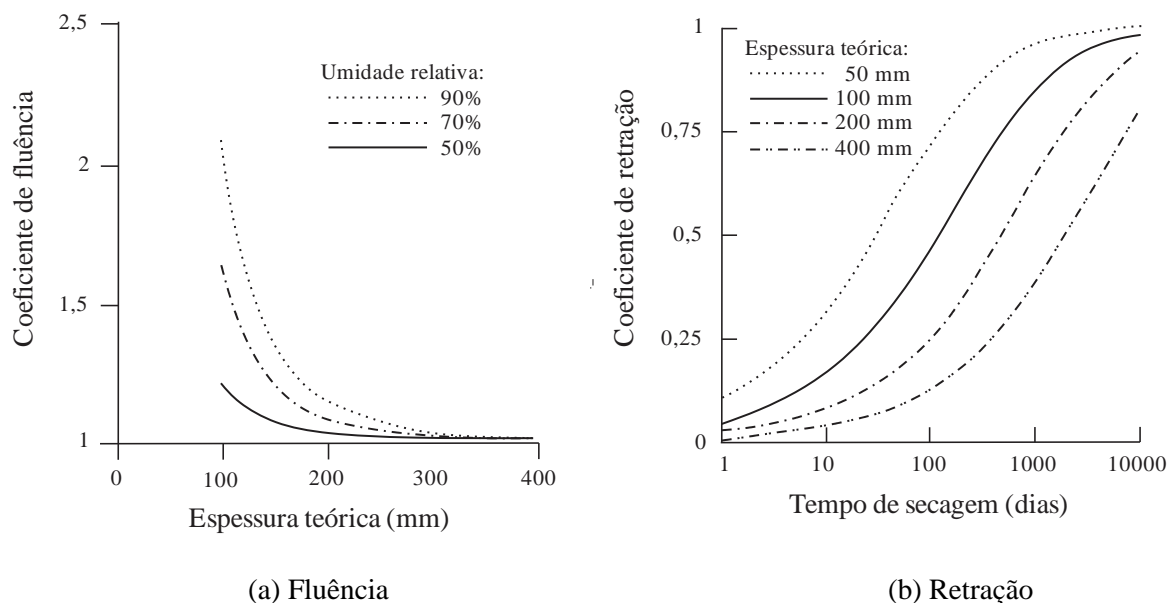 2,5
2
1,5
1
Coeficiente de fluência
Umidade relativa:
90%
70%
50%
0
100
200
300
400
Espessura teórica (mm)
(a) Fluência
1
0,75
0,5
0,25
0
Coeficiente de retração
Espessura teórica:
50 mm
100 mm
200 mm
400 mm
1
10
100
1000
10000
Tempo de secagem (dias)
(b) Retração